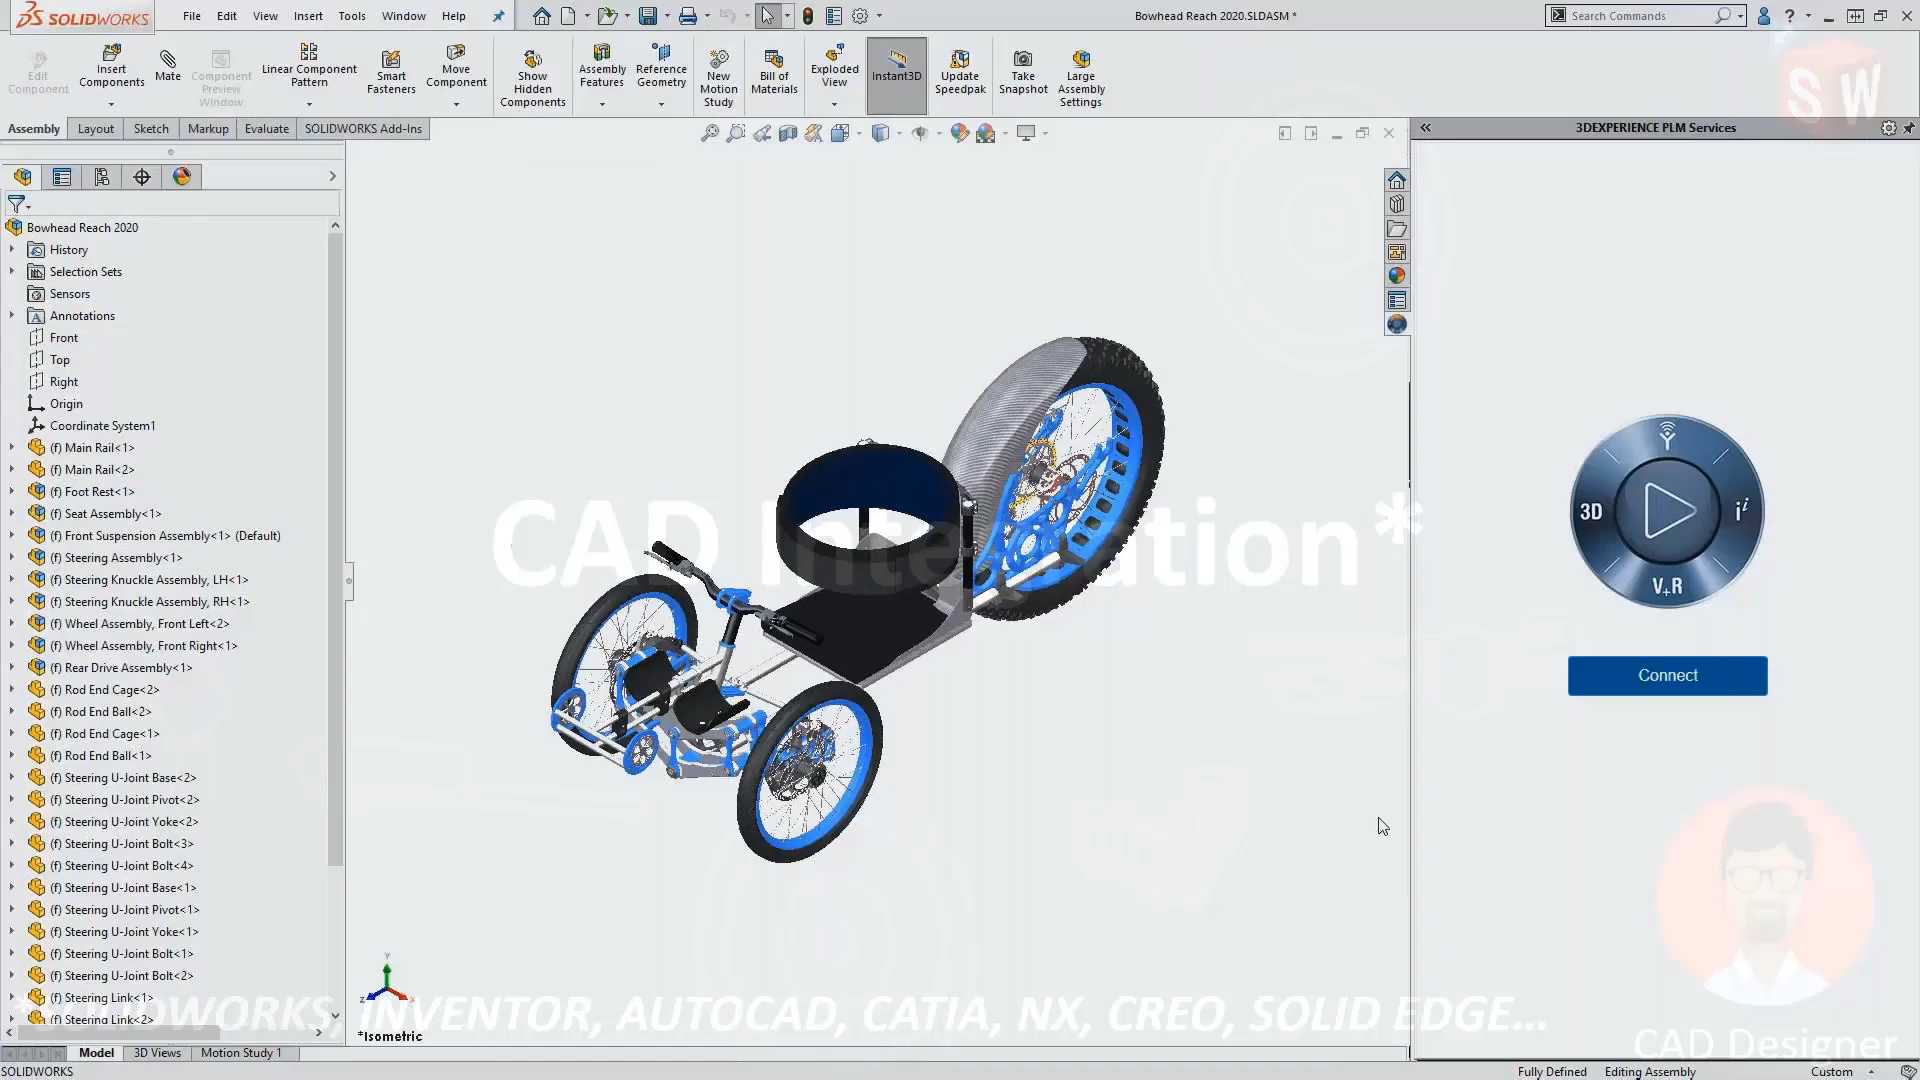 SOLIDWORKS File Edit View Insert Tools Window Help
Bowhead Reach 2020.SLDASM *
Search Commands
Edit Component
Insert Components
Mate
Component Preview Window
Linear Component Pattern
Smart Fasteners
Move Component
Show Hidden Components
Assembly Features
Reference Geometry
New Motion Study
Bill of Materials
Exploded View
Instant3D
Update Speedpak
Take Snapshot
Large Assembly Settings
SW
Assembly Layout Sketch Markup Evaluate SOLIDWORKS Add-Ins
3DEXPERIENCE PLM Services
Bowhead Reach 2020
History
Selection Sets
Sensors
Annotations
Front
Top
Right
Origin
Coordinate System1
(f) Main Rail<1>
(f) Main Rail<2>
(f) Foot Rest<1>
(f) Seat Assembly<1>
(f) Front Suspension Assembly<1> (Default)
(f) Steering Assembly<1>
(f) Steering Knuckle Assembly, LH<1>
(f) Steering Knuckle Assembly, RH<1>
(f) Wheel Assembly, Front Left<2>
(f) Wheel Assembly, Front Right<1>
(f) Rear Drive Assembly<1>
(f) Rod End Cage<2>
(f) Rod End Ball<2>
(f) Rod End Cage<1>
(f) Rod End Ball<1>
(f) Steering U-Joint Base<2>
(f) Steering U-Joint Pivot<2>
(f) Steering U-Joint Yoke<2>
(f) Steering U-Joint Bolt<3>
(f) Steering U-Joint Bolt<4>
(f) Steering U-Joint Base<1>
(f) Steering U-Joint Pivot<1>
(f) Steering U-Joint Yoke<1>
(f) Steering U-Joint Bolt<1>
(f) Steering U-Joint Bolt<2>
(f) Steering Link<1>
(f) Steering Link<2>
CAD Integration*
3D
i
V+R
Connect
Y
Z
X
*SOLIDWORKS, INVENTOR, AUTOCAD, CATIA, NX, CREO, SOLID EDGE...
*Isometric
CAD Designer
Model 3D Views Motion Study 1
SOLIDWORKS
Fully Defined Editing Assembly Custom